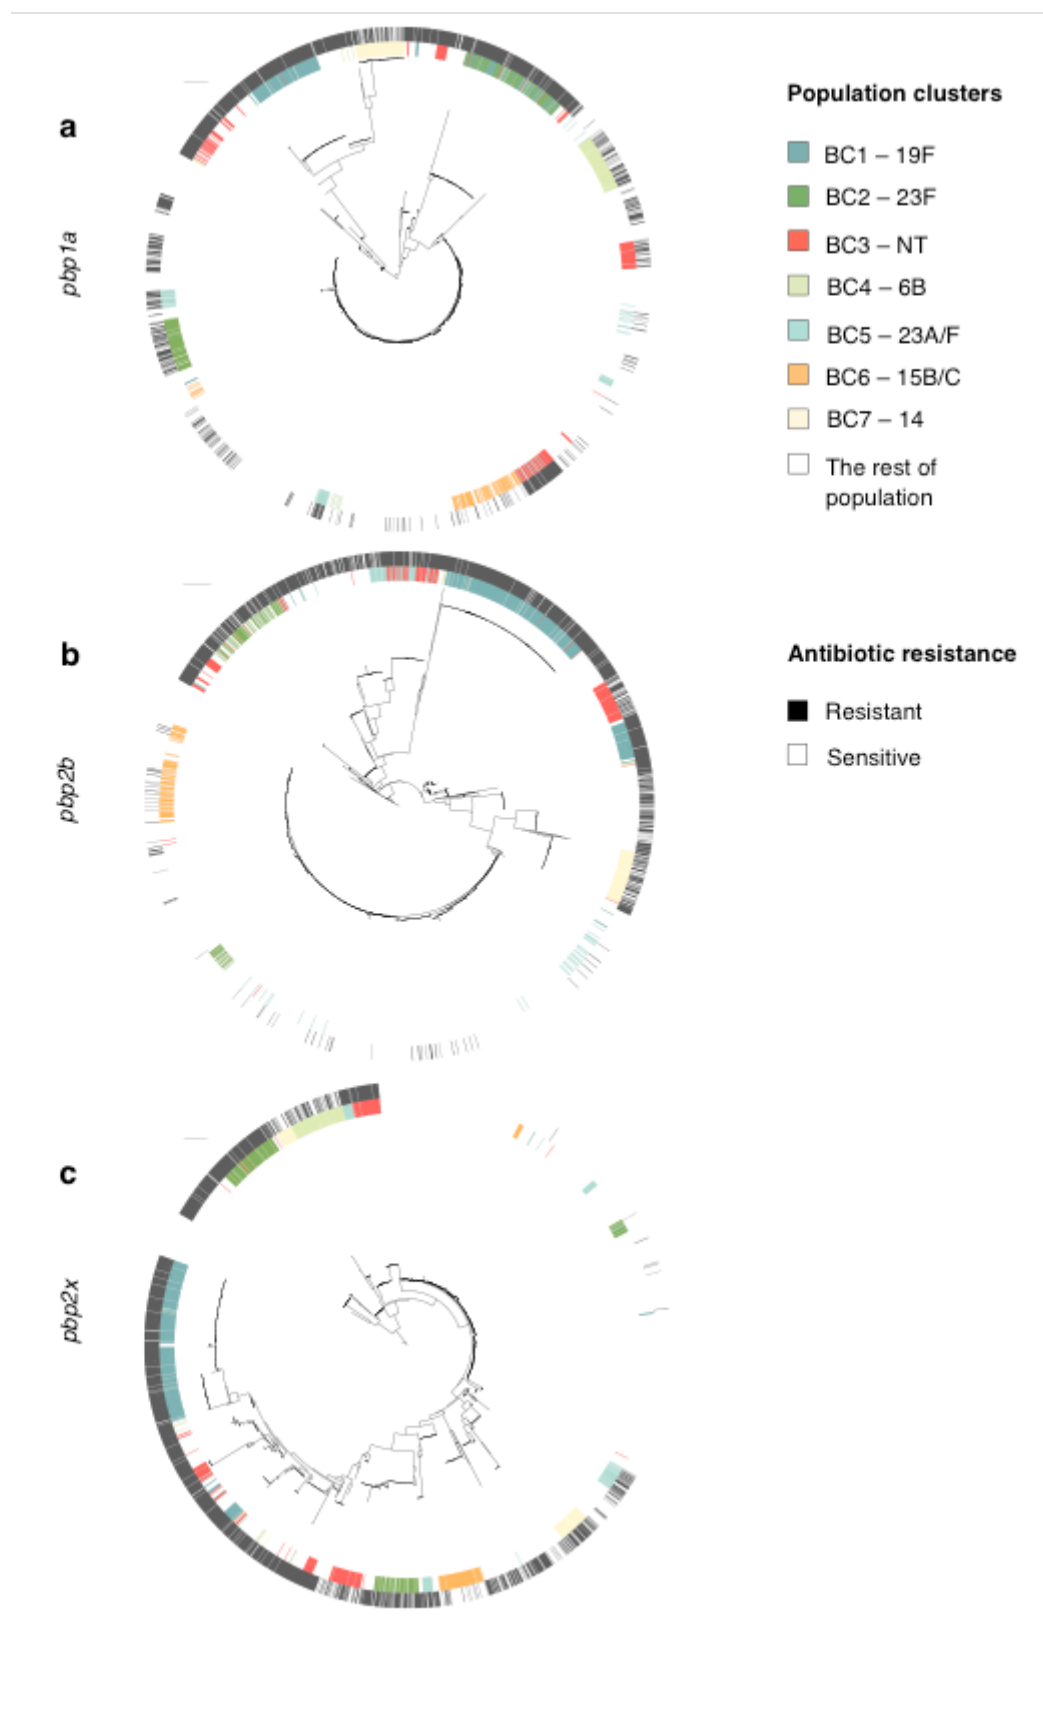 a
pbp1a
Population clusters
BC1 – 19F
BC2 – 23F
BC3 – NT
BC4 – 6B
BC5 – 23A/F
BC6 – 15B/C
BC7 – 14
The rest of
population
b
pbp2b
Antibiotic resistance
Resistant
Sensitive
c
pbp2x